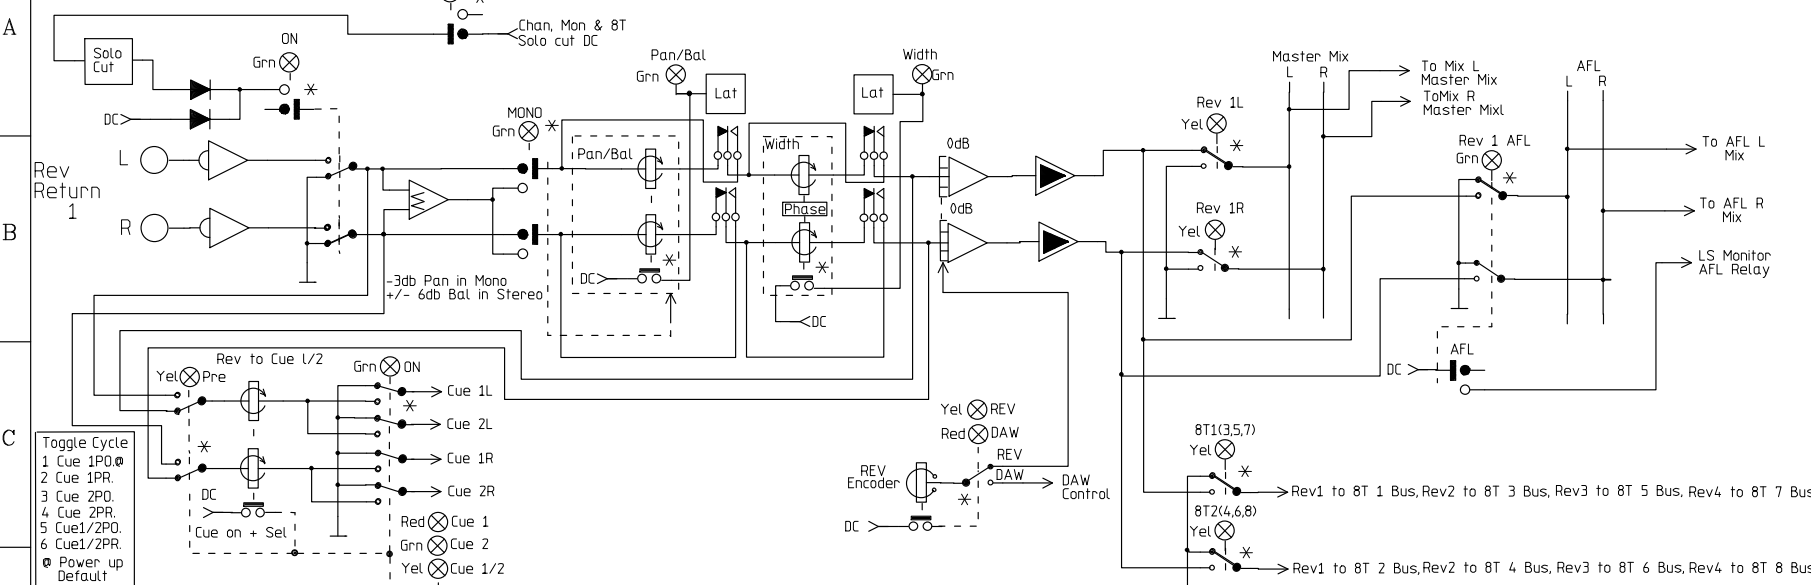 A
Chan, Mon & 8T
Solo cut DC
Solo
Cut
ON
Grn
*
DC
Pan/Bal
Grn
Lat
Width
Grn
Lat
Master Mix
L R
To Mix L
Master Mix
ToMix R
Master Mixl
AFL
L R
MONO
Grn
*
Rev 1L
Yel
*
Rev 1 AFL
Grn
*
To AFL L
Mix
To AFL R
Mix
LS Monitor
AFL Relay
B
Rev
Return
1
L
R
Pan/Bal
Width
Phase
0dB
0dB
*
*
DC
DC
Rev 1R
Yel
*
-3db Pan in Mono
+/- 6db Bal in Stereo
AFL
DC
C
Rev to Cue 1/2
Yel Pre
Grn ON
Cue 1L
*
Cue 2L
Cue 1R
Cue 2R
*
DC
Cue on + Sel
Red Cue 1
Grn Cue 2
Yel Cue 1/2
Toggle Cycle
1 Cue 1PO.@
2 Cue 1PR.
3 Cue 2PO.
4 Cue 2PR.
5 Cue1/2PO.
6 Cue1/2PR.
@ Power up
Default
Yel REV
Red DAW
REV
DAW
REV
Encoder
*
DAW
Control
DC
8T1(3,5,7)
Yel
*
Rev1 to 8T 1 Bus, Rev2 to 8T 3 Bus, Rev3 to 8T 5 Bus, Rev4 to 8T 7 Bus
8T2(4,6,8)
Yel
*
Rev1 to 8T 2 Bus, Rev2 to 8T 4 Bus, Rev3 to 8T 6 Bus, Rev4 to 8T 8 Bus